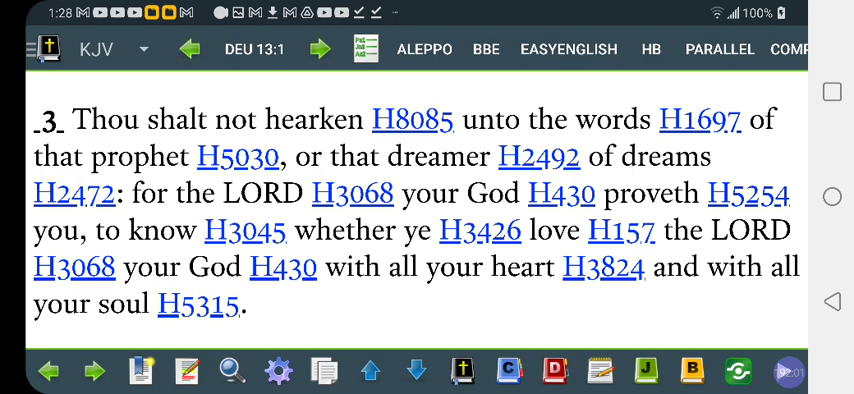 1:28 100%
KJV DEU 13:1 ALEPPO BBE EASYENGLISH HB PARALLEL COMP
3 Thou shalt not hearken H8085 unto the words H1697 of
that prophet H5030, or that dreamer H2492 of dreams
H2472: for the LORD H3068 your God H430 proveth H5254
you, to know H3045 whether ye H3426 love H157 the LORD
H3068 your God H430 with all your heart H3824 and with all
your soul H5315.
C D J B